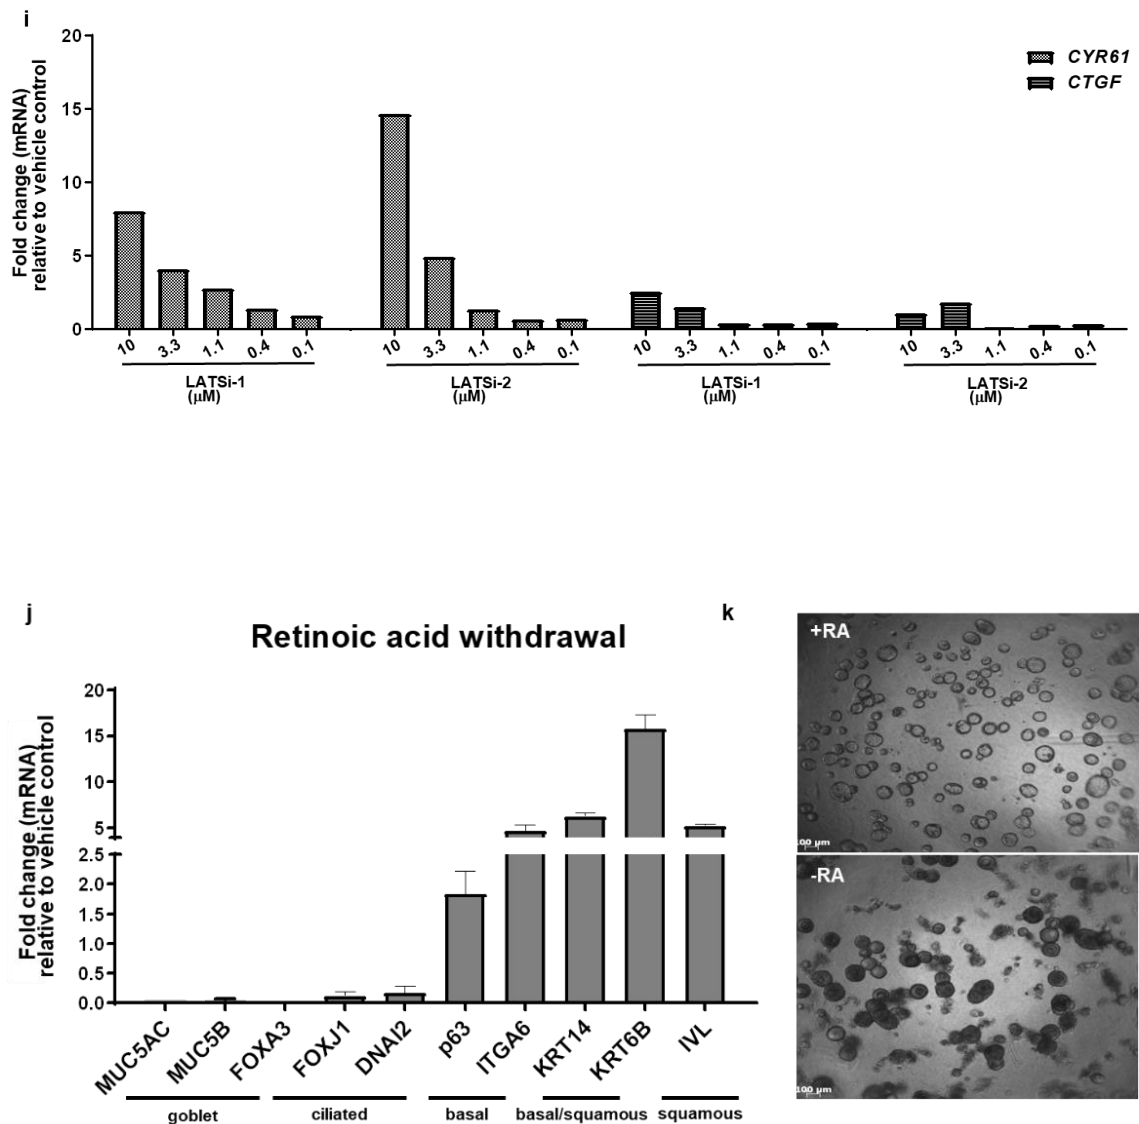 i
20
15
10
5
0
Fold change (mRNA)
relative to vehicle control
CYR61
CTGF
10 3.3 1.1 0.4 0.1
LATSi-1
(μM)
10 3.3 1.1 0.4 0.1
LATSi-2
(μM)
10 3.3 1.1 0.4 0.1
LATSi-1
(μM)
10 3.3 1.1 0.4 0.1
LATSi-2
(μM)
j
Retinoic acid withdrawal
20
15
10
5
2.5
2.0
1.5
1.0
0.5
0.0
Fold change (mRNA)
relative to vehicle control
MUC5AC MUC5B FOXA3 FOXJ1 DNAI2 p63 ITGA6 KRT14 KRT6B IVL
goblet ciliated basal basal/squamous squamous
k
+RA
100 μm
-RA
100 μm